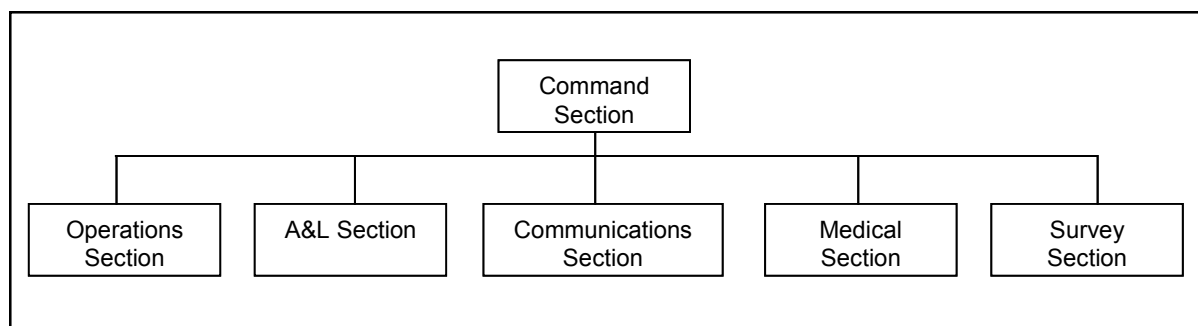 Command
Section
Operations
Section
A&L Section
Communications
Section
Medical
Section
Survey
Section